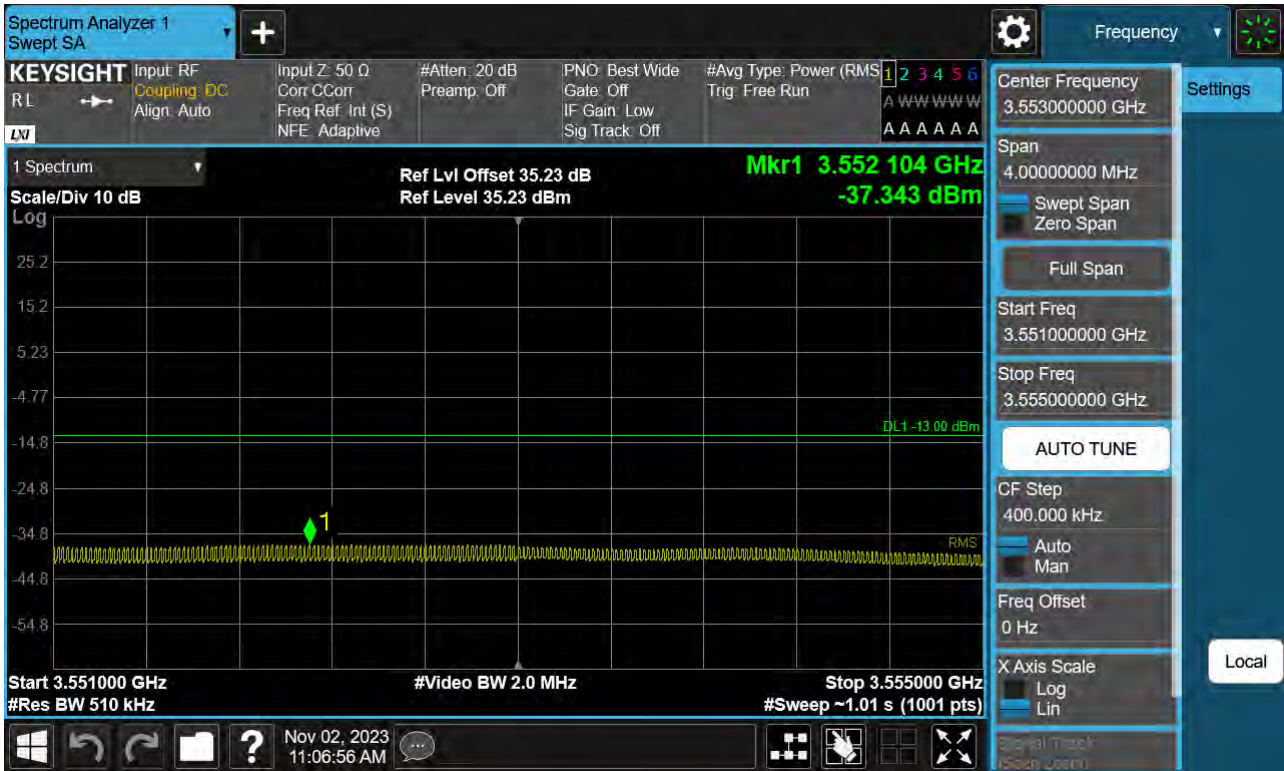 Spectrum Analyzer 1
Swept SA
+
Frequency
KEYSIGHT
RL
LXI
Input: RF
Coupling: DC
Align: Auto
Input Z: 50 Ω
Corr CCorr
Freq Ref: Int (S)
NFE: Adaptive
#Atten: 20 dB
Preamp: Off
PNO: Best Wide
Gate: Off
IF Gain: Low
Sig Track: Off
#Avg Type: Power (RMS
Trig: Free Run
1 2 3 4 5 6
A W W W W W
A A A A A A
1 Spectrum
Scale/Div 10 dB
Log
Ref Lvl Offset 35.23 dB
Ref Level 35.23 dBm
Mkr1 3.552 104 GHz
-37.343 dBm
25.2
15.2
5.23
-4.77
-14.8
-24.8
-34.8
-44.8
-54.8
DL1 -13.00 dBm
1
RMS
Start 3.551000 GHz
#Res BW 510 kHz
#Video BW 2.0 MHz
Stop 3.555000 GHz
#Sweep ~1.01 s (1001 pts)
Center Frequency
3.553000000 GHz
Span
4.00000000 MHz
Swept Span
Zero Span
Full Span
Start Freq
3.551000000 GHz
Stop Freq
3.555000000 GHz
AUTO TUNE
CF Step
400.000 kHz
Auto
Man
Freq Offset
0 Hz
X Axis Scale
Log
Lin
Signal Track
(Span Zoom)
Settings
Local
?
Nov 02, 2023
11:06:56 AM